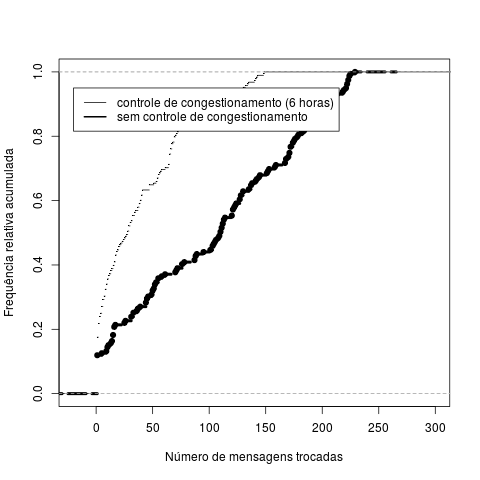 controle de congestionamento (6 horas)
sem controle de congestionamento
Frequência relativa acumulada
1.0
0.8
0.6
0.4
0.2
0.0
0 50 100 150 200 250 300
Número de mensagens trocadas